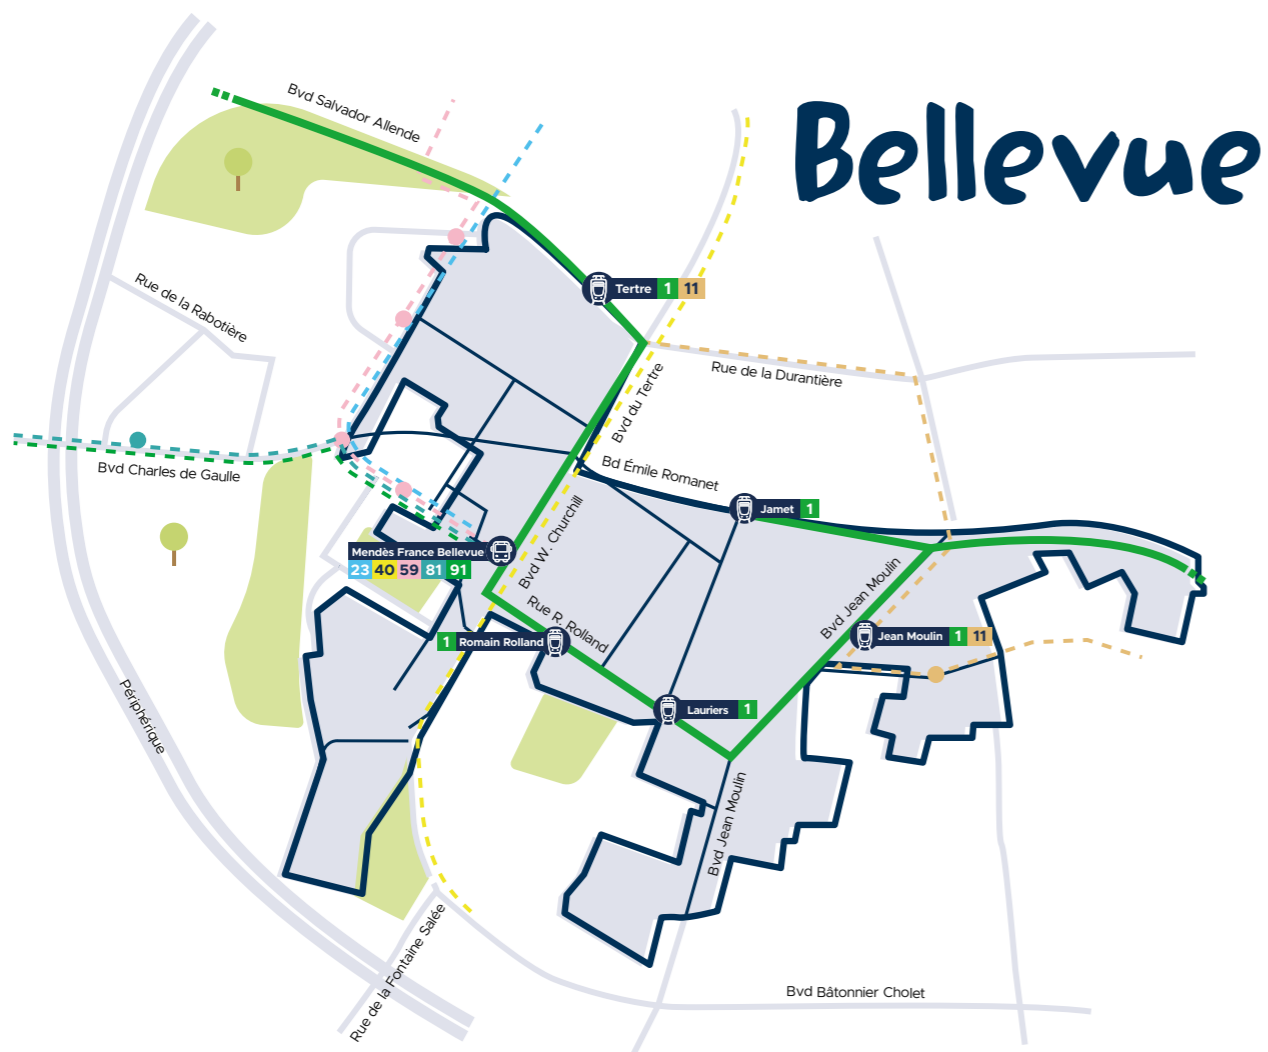 Bellevue
Bvd Salvador Allende
Rue de la Rabotière
Tertre 1 11
Rue de la Durantière
Bvd du Tertre
Bvd Charles de Gaulle
Bd Émile Romanet
Jamet 1
Bvd W. Churchill
Mendès France Bellevue
23 40 59 81 91
Bvd Jean Moulin
Rue R. Rolland
1 Romain Rolland
Jean Moulin 1 11
Périphérique
Lauriers 1
Bvd Jean Moulin
Rue de la Fontaine Salée
Bvd Bâtonnier Cholet